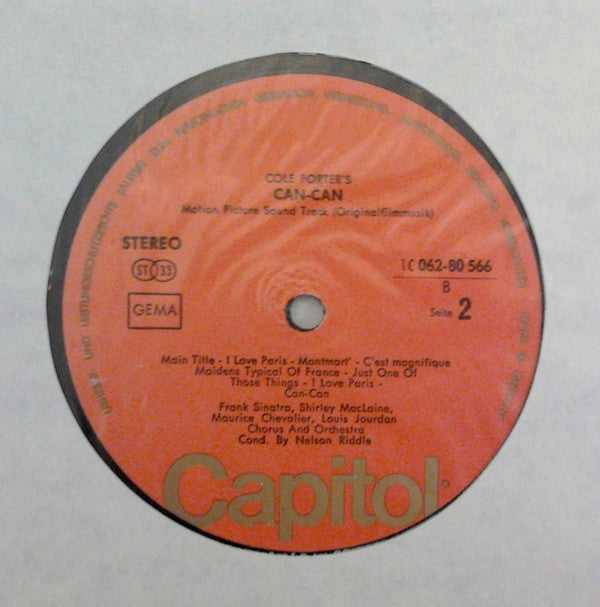 COLE PORTER'S
CAN-CAN
Motion Picture Sound Track (Originalfilmmusik)
STEREO
ST 33
GEMA
1C 062-80 566
B
Seite 2
Main Title - I Love Paris - Montmart' - C'est magnifique
Maidens Typical Of France - Just One Of
Those Things - I Love Paris -
Can-Can
Frank Sinatra, Shirley MacLaine,
Maurice Chevalier, Louis Jourdan
Chorus And Orchestra
Cond. By Nelson Riddle
Capitol